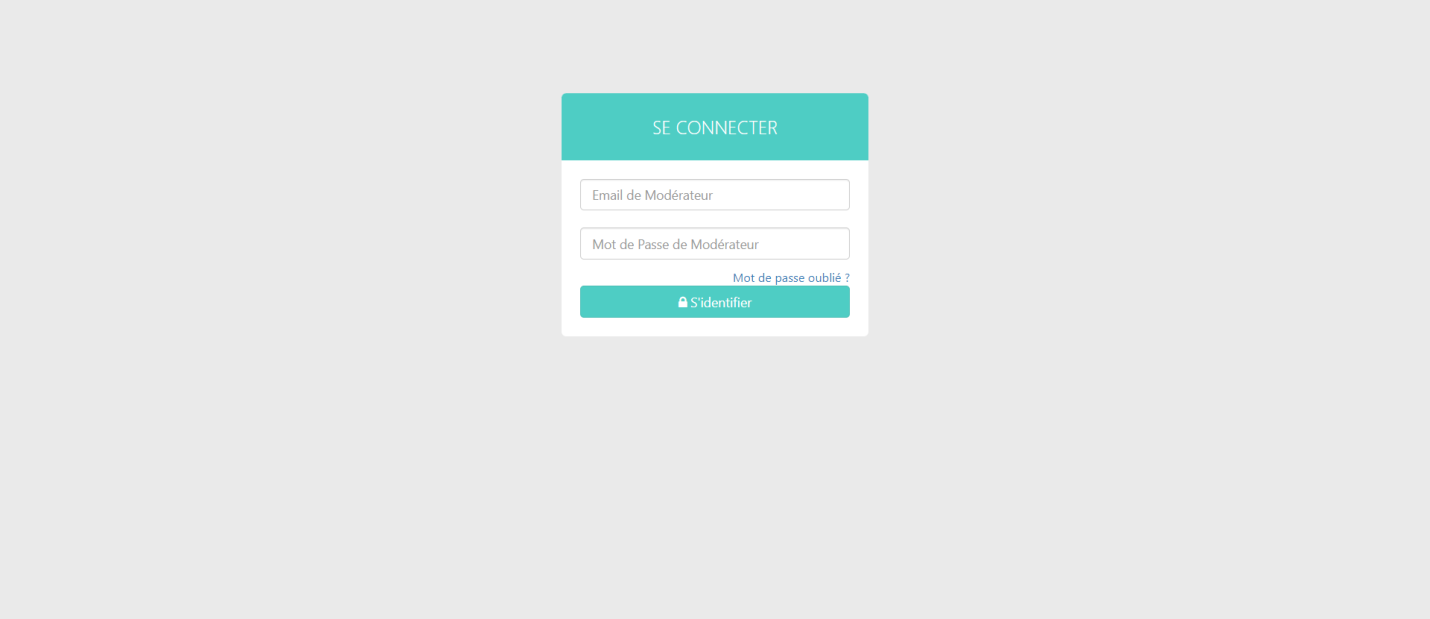 SE CONNECTER
Email de Modérateur
Mot de Passe de Modérateur
Mot de passe oublié ?
S'identifier